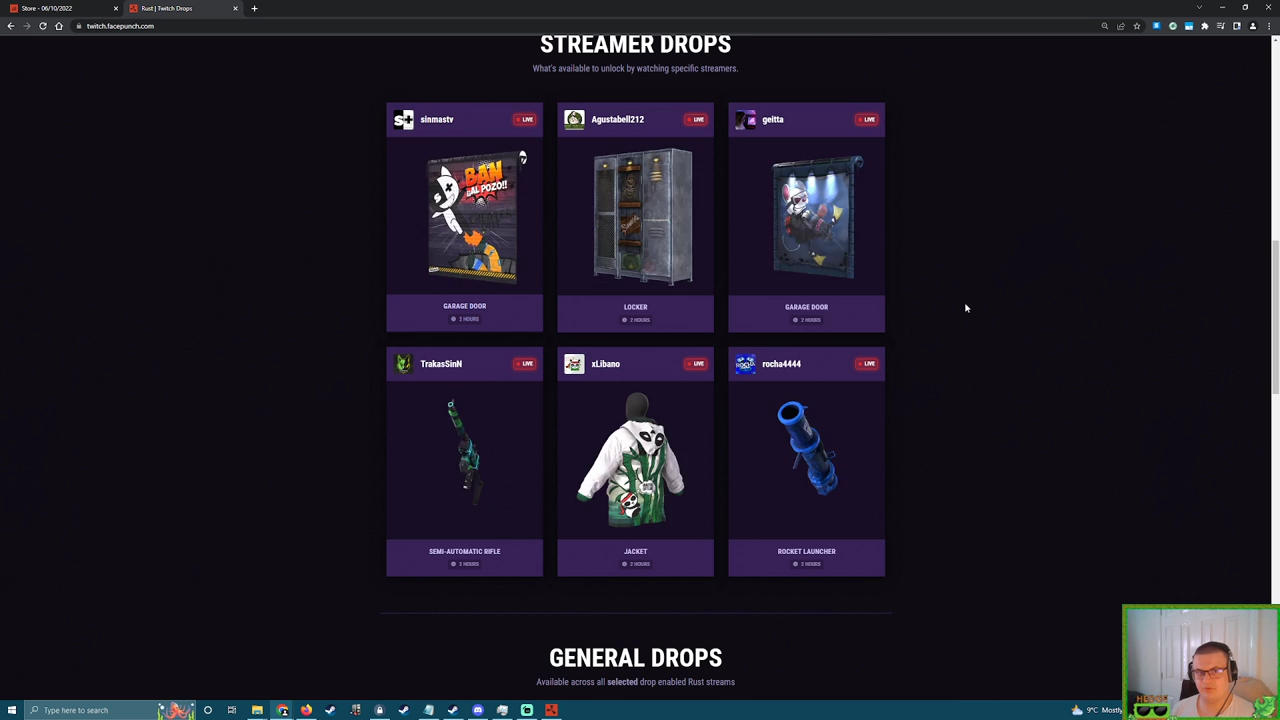 Store - 06/10/2022
Rust | Twitch Drops
twitch.facepunch.com
STREAMER DROPS
What's available to unlock by watching specific streamers.
sinmastv
LIVE
Agustabell212
LIVE
geitta
LIVE
BAN
AL POZO!!
GARAGE DOOR
2 HOURS
LOCKER
2 HOURS
GARAGE DOOR
2 HOURS
TrakasSinN
LIVE
xLibano
LIVE
rocha4444
LIVE
SEMI-AUTOMATIC RIFLE
2 HOURS
JACKET
2 HOURS
ROCKET LAUNCHER
2 HOURS
GENERAL DROPS
Available across all selected drop enabled Rust streams
Type here to search
9°C Mostly